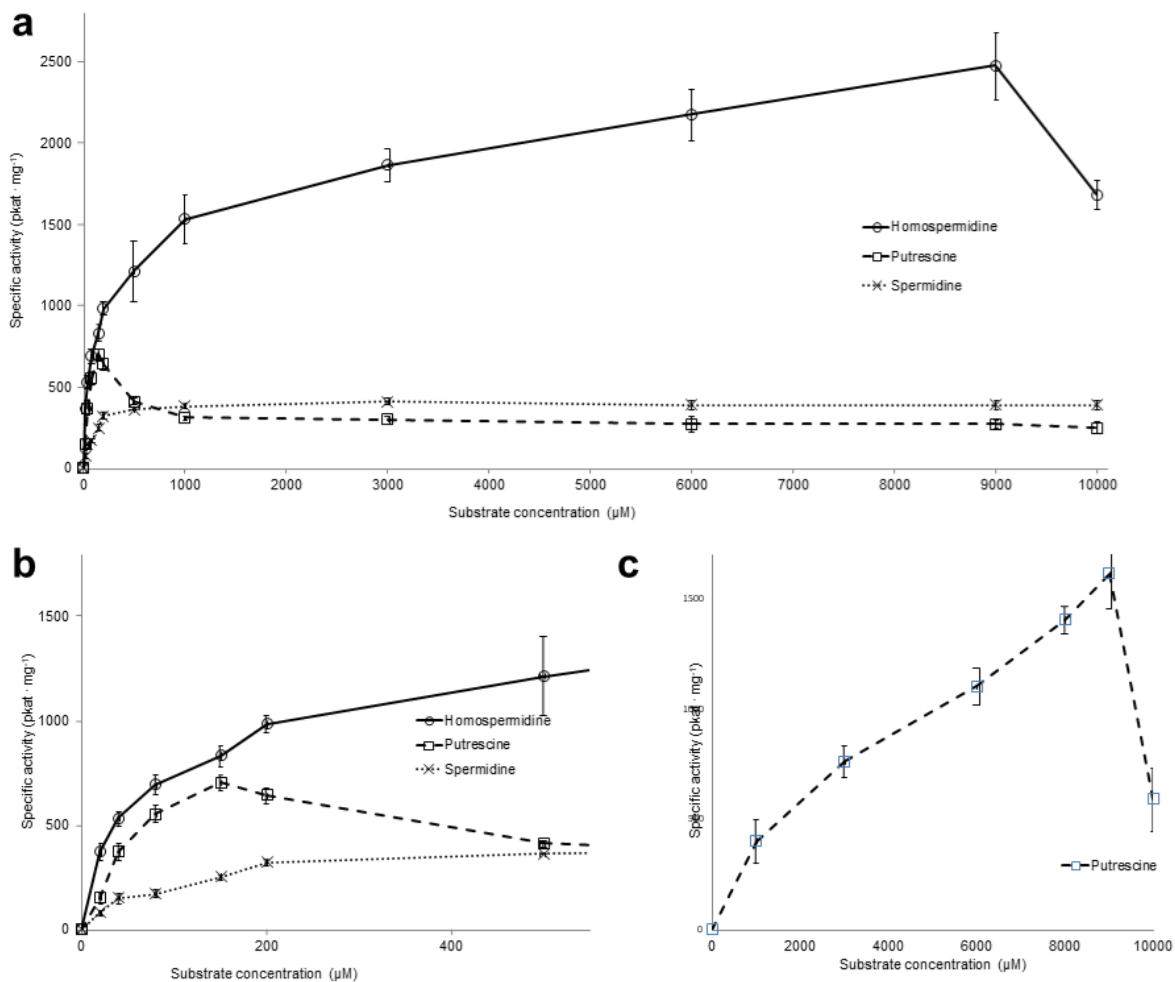 a
2500
2000
1500
1000
500
0
Specific activity (pkat · mg⁻¹)
Homospermidine
Putrescine
Spermidine
0 1000 2000 3000 4000 5000 6000 7000 8000 9000 10000
Substrate concentration (µM)
b
1500
1000
500
0
Specific activity (pkat · mg⁻¹)
Homospermidine
Putrescine
Spermidine
0 200 400
Substrate concentration (µM)
c
1500
0
Specific activity (pkat · mg⁻¹)
Putrescine
0 2000 4000 6000 8000 10000
Substrate concentration (µM)